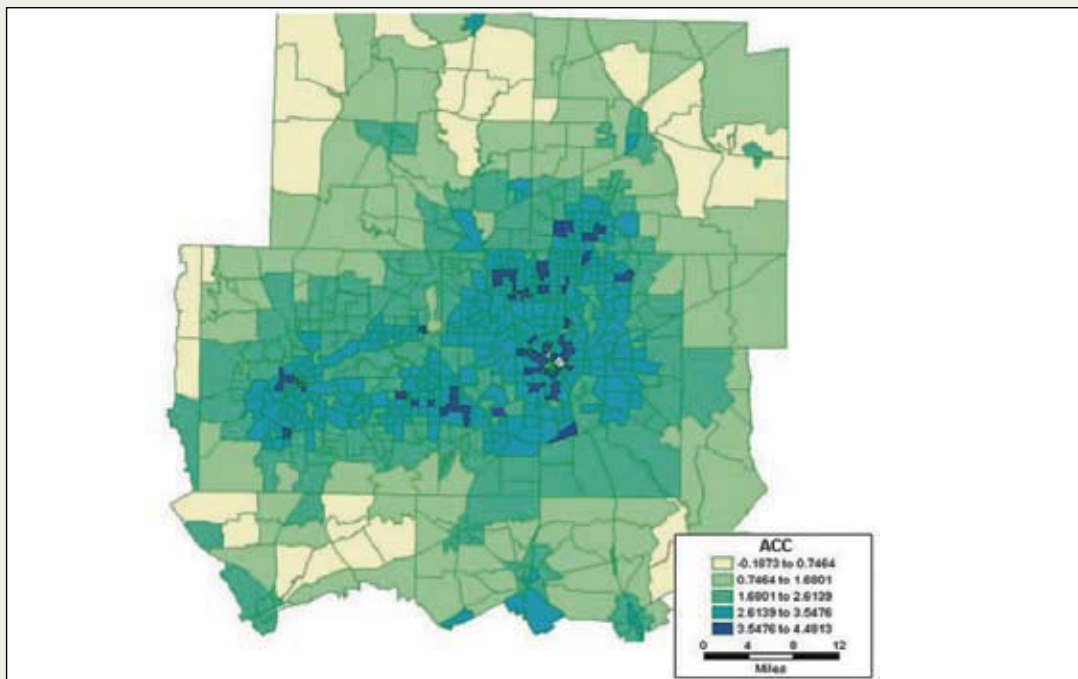 ACC
-0.1873 to 0.7464
0.7464 to 1.6801
1.6801 to 2.6139
2.6139 to 3.5476
3.5476 to 4.4813
0 4 8 12
Miles